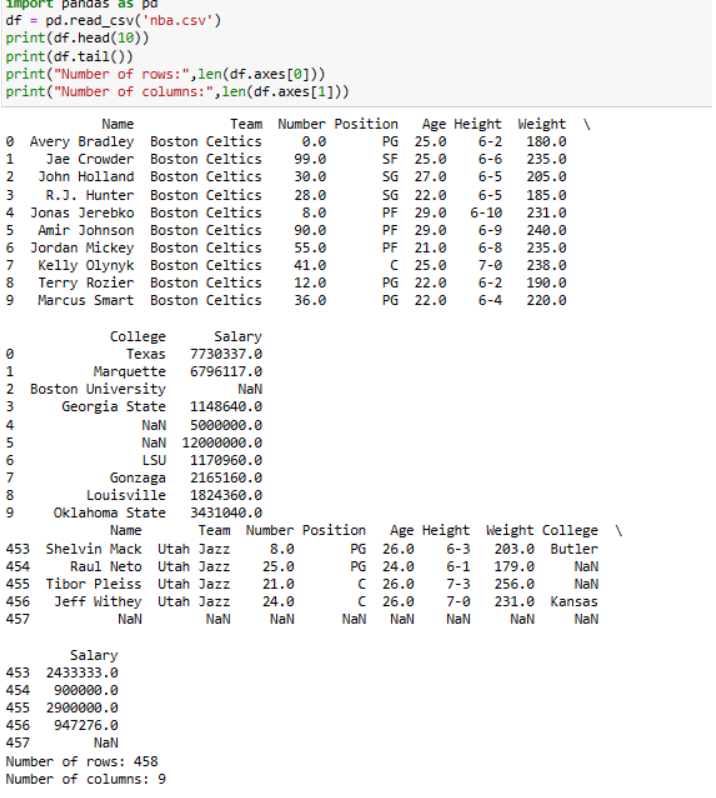 import pandas as pd
df = pd.read_csv('nba.csv')
print(df.head(10))
print(df.tail())
print("Number of rows:",len(df.axes[0]))
print("Number of columns:",len(df.axes[1]))
Name Team Number Position Age Height Weight \
0 Avery Bradley Boston Celtics 0.0 PG 25.0 6-2 180.0
1 Jae Crowder Boston Celtics 99.0 SF 25.0 6-6 235.0
2 John Holland Boston Celtics 30.0 SG 27.0 6-5 205.0
3 R.J. Hunter Boston Celtics 28.0 SG 22.0 6-5 185.0
4 Jonas Jerebko Boston Celtics 8.0 PF 29.0 6-10 231.0
5 Amir Johnson Boston Celtics 90.0 PF 29.0 6-9 240.0
6 Jordan Mickey Boston Celtics 55.0 PF 21.0 6-8 235.0
7 Kelly Olynyk Boston Celtics 41.0 C 25.0 7-0 238.0
8 Terry Rozier Boston Celtics 12.0 PG 22.0 6-2 190.0
9 Marcus Smart Boston Celtics 36.0 PG 22.0 6-4 220.0
College Salary
0 Texas 7730337.0
1 Marquette 6796117.0
2 Boston University NaN
3 Georgia State 1148640.0
4 NaN 5000000.0
5 NaN 12000000.0
6 LSU 1170960.0
7 Gonzaga 2165160.0
8 Louisville 1824360.0
9 Oklahoma State 3431040.0
Name Team Number Position Age Height Weight College \
453 Shelvin Mack Utah Jazz 8.0 PG 26.0 6-3 203.0 Butler
454 Raul Neto Utah Jazz 25.0 PG 24.0 6-1 179.0 NaN
455 Tibor Pleiss Utah Jazz 21.0 C 26.0 7-3 256.0 NaN
456 Jeff Withey Utah Jazz 24.0 C 26.0 7-0 231.0 Kansas
457 NaN NaN NaN NaN NaN NaN NaN NaN
Salary
453 2433333.0
454 900000.0
455 2900000.0
456 947276.0
457 NaN
Number of rows: 458
Number of columns: 9